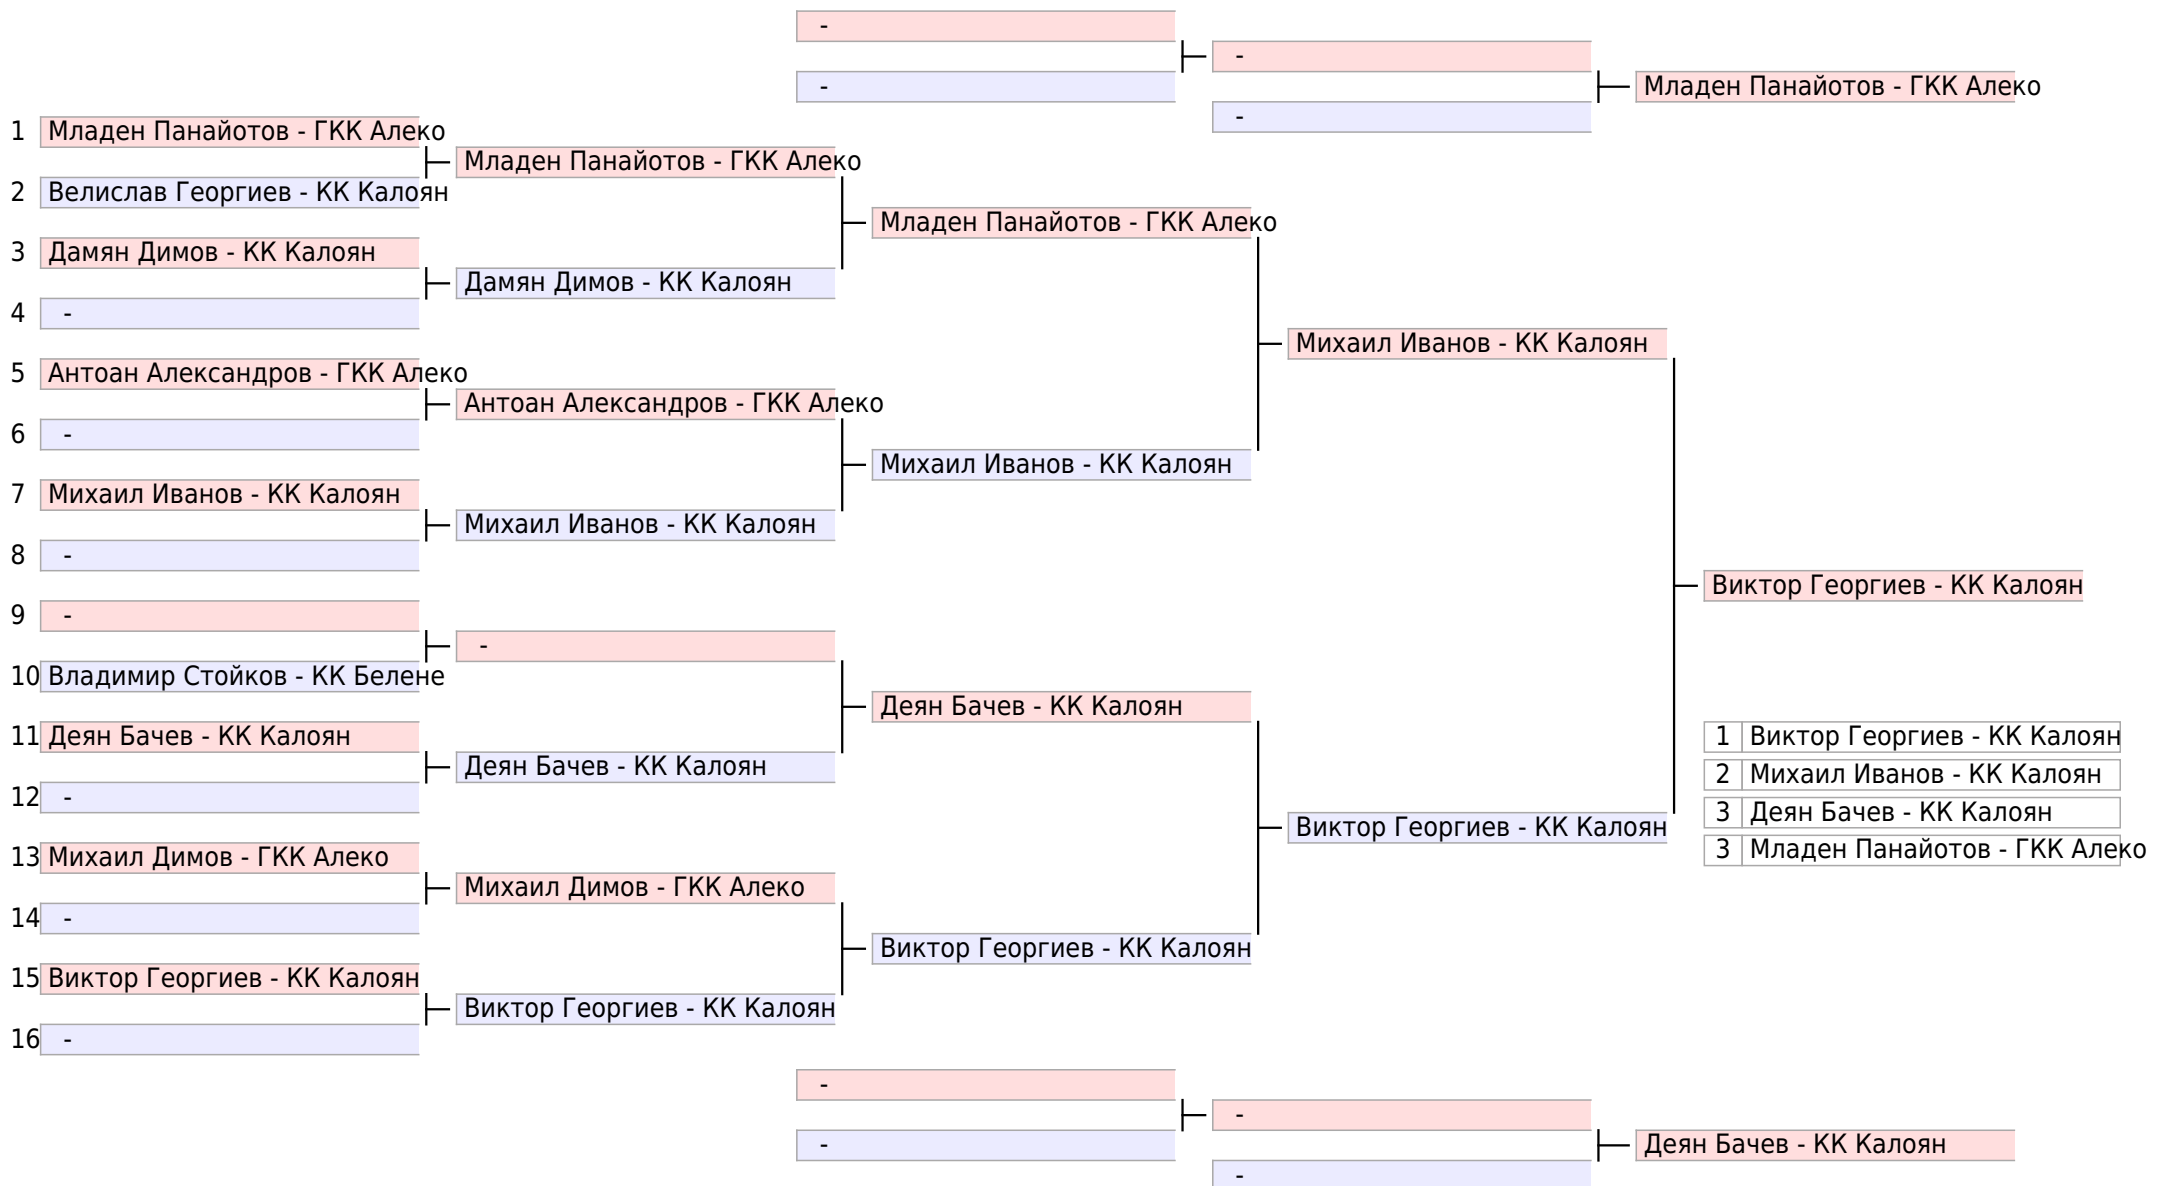 -
-
-
-
Младен Панайотов - ГКК Алеко
1 Младен Панайотов - ГКК Алеко
2 Велислав Георгиев - КК Калоян
3 Дамян Димов - КК Калоян
4 -
5 Антоан Александров - ГКК Алеко
6 -
7 Михаил Иванов - КК Калоян
8 -
9 -
10 Владимир Стойков - КК Белене
11 Деян Бачев - КК Калоян
12 -
13 Михаил Димов - ГКК Алеко
14 -
15 Виктор Георгиев - КК Калоян
16 -
Младен Панайотов - ГКК Алеко
Дамян Димов - КК Калоян
Антоан Александров - ГКК Алеко
Михаил Иванов - КК Калоян
-
Деян Бачев - КК Калоян
Михаил Димов - ГКК Алеко
Виктор Георгиев - КК Калоян
Младен Панайотов - ГКК Алеко
Михаил Иванов - КК Калоян
Деян Бачев - КК Калоян
Виктор Георгиев - КК Калоян
Михаил Иванов - КК Калоян
Виктор Георгиев - КК Калоян
Виктор Георгиев - КК Калоян
1 Виктор Георгиев - КК Калоян
2 Михаил Иванов - КК Калоян
3 Деян Бачев - КК Калоян
3 Младен Панайотов - ГКК Алеко
-
-
-
-
Деян Бачев - КК Калоян